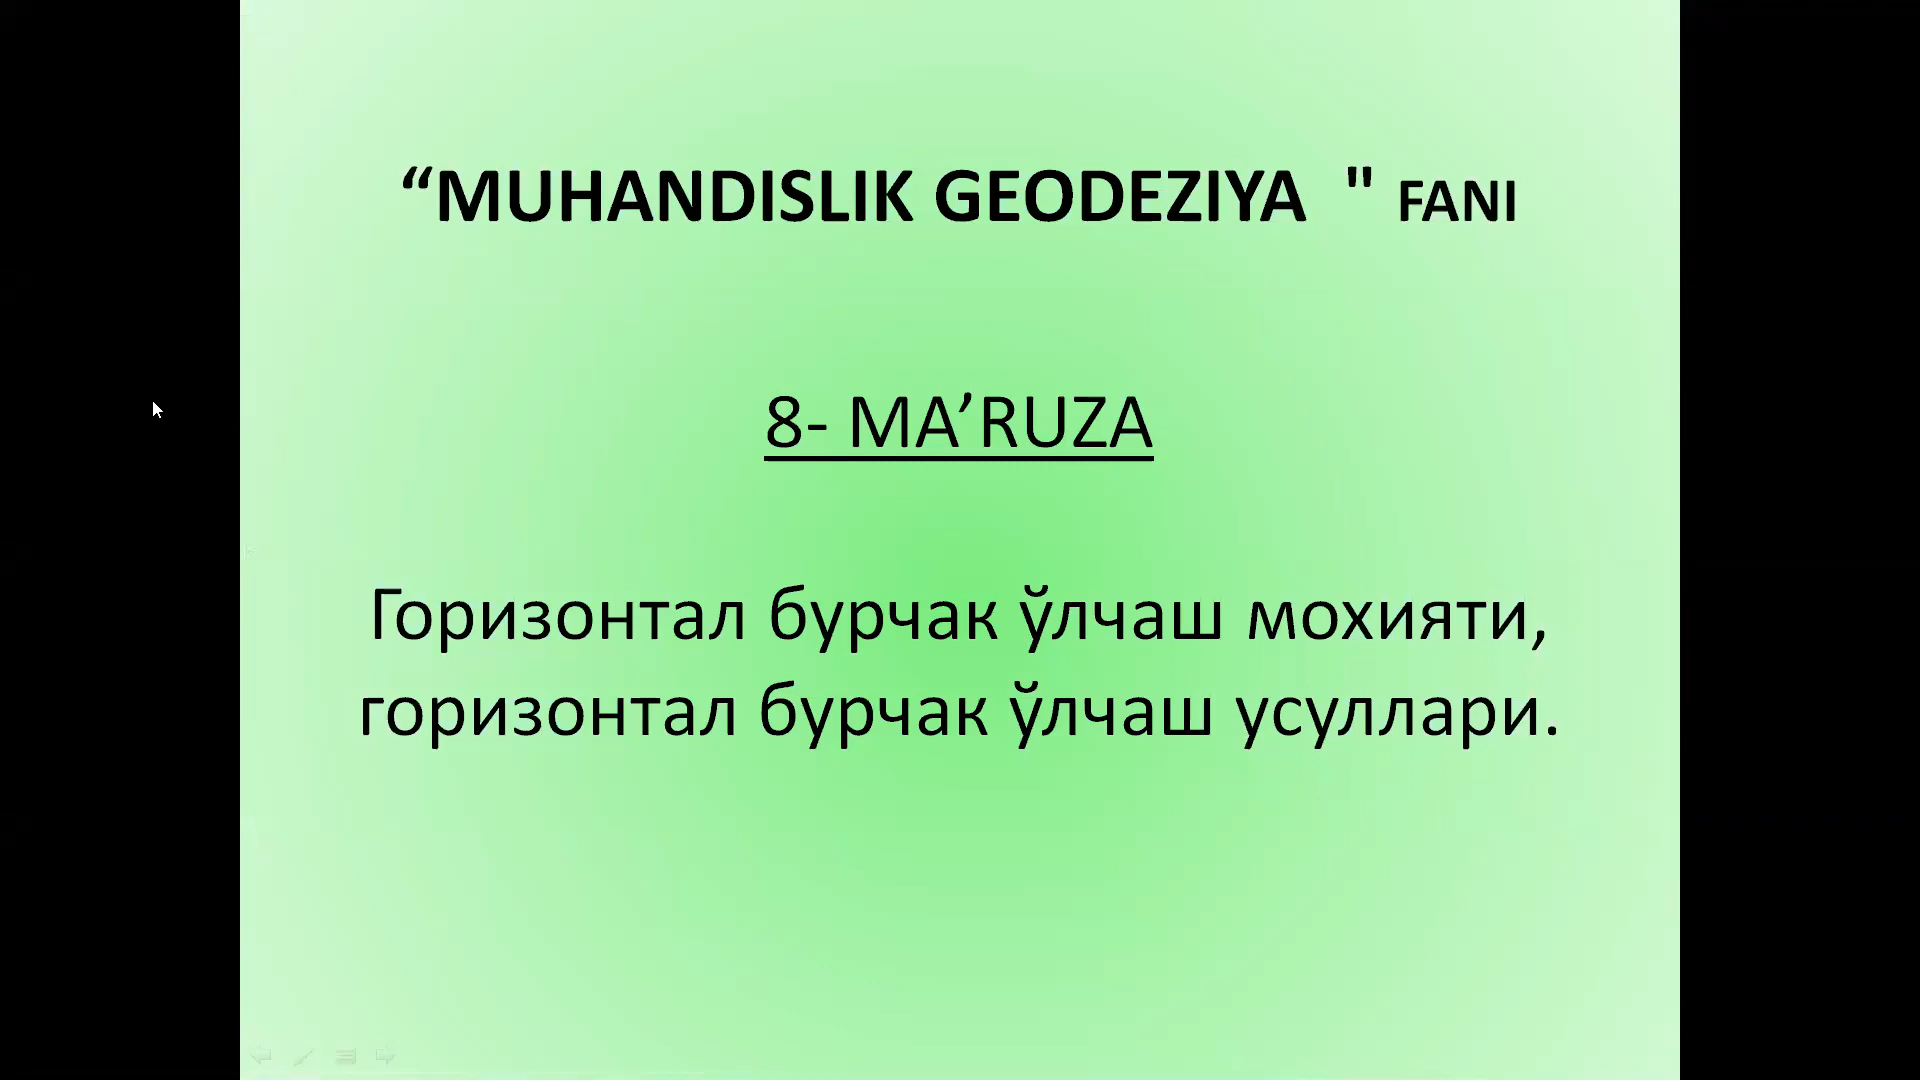 “MUHANDISLIK GEODEZIYA " FANI
8- MA’RUZA
Горизонтал бурчак ўлчаш мохияти,
горизонтал бурчак ўлчаш усуллари.